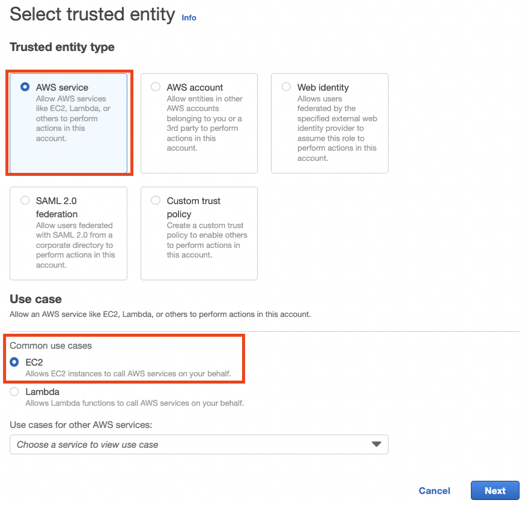 Select trusted entity Info
Trusted entity type
AWS service
Allow AWS services
like EC2, Lambda, or
others to perform
actions in this
account.
AWS account
Allow entities in other
AWS accounts
belonging to you or a
3rd party to perform
actions in this
account.
Web identity
Allows users
federated by the
specified external web
identity provider to
assume this role to
perform actions in this
account.
SAML 2.0
federation
Allow users federated
with SAML 2.0 from a
corporate directory to
perform actions in this
account.
Custom trust
policy
Create a custom trust
policy to enable others
to perform actions in
this account.
Use case
Allow an AWS service like EC2, Lambda, or others to perform actions in this account.
Common use cases
EC2
Allows EC2 instances to call AWS services on your behalf.
Lambda
Allows Lambda functions to call AWS services on your behalf.
Use cases for other AWS services:
Choose a service to view use case
Cancel Next